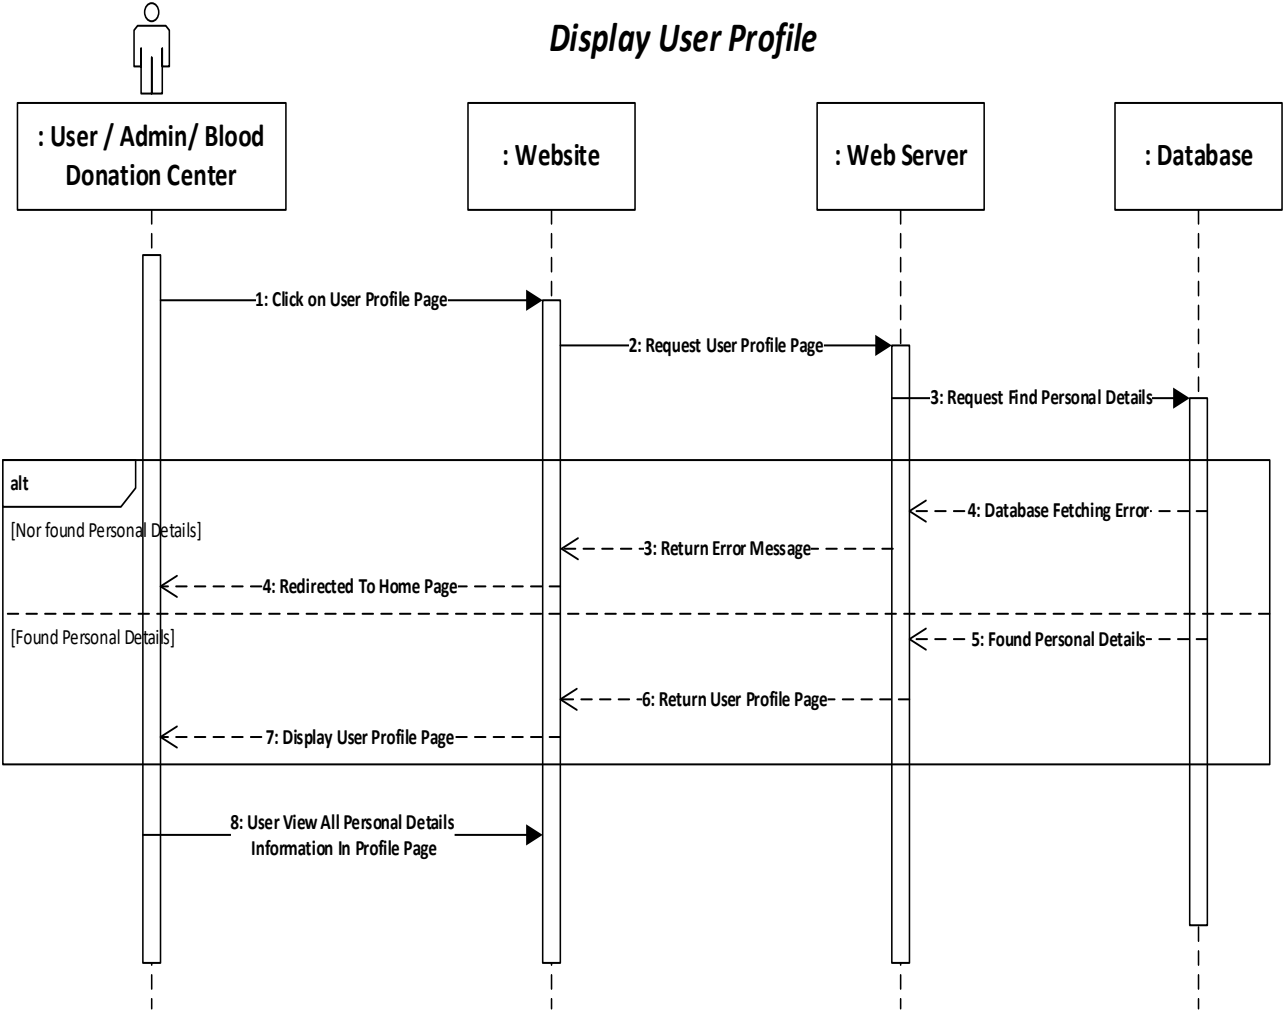 Display User Profile
: User / Admin/ Blood
Donation Center
: Website
: Web Server
: Database
1: Click on User Profile Page
2: Request User Profile Page
3: Request Find Personal Details
alt
[Nor found Personal Details]
4: Database Fetching Error
3: Return Error Message
4: Redirected To Home Page
[Found Personal Details]
5: Found Personal Details
6: Return User Profile Page
7: Display User Profile Page
8: User View All Personal Details
Information In Profile Page